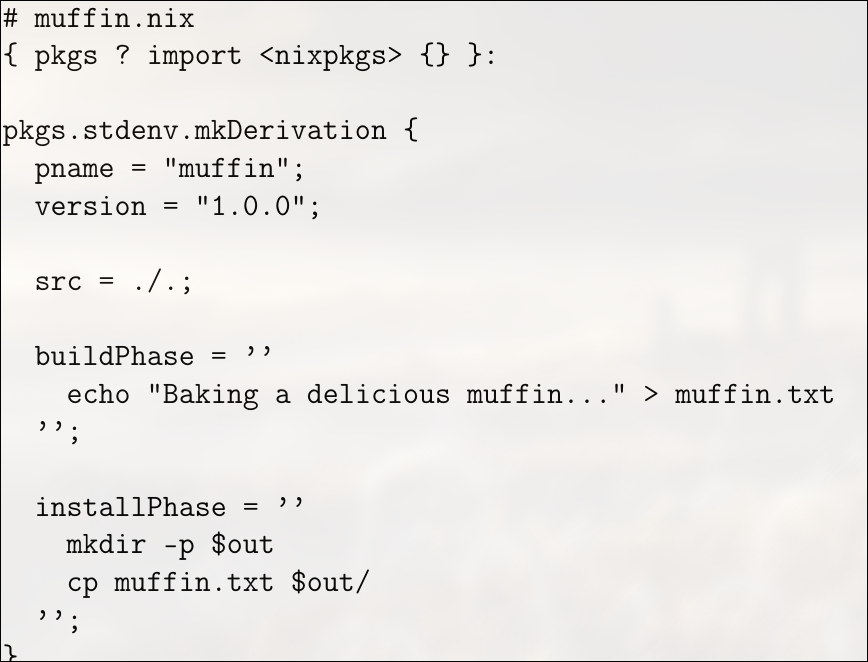 # muffin.nix
{ pkgs ? import <nixpkgs> {} }:

pkgs.stdenv.mkDerivation {
  pname = "muffin";
  version = "1.0.0";

  src = ./.;

  buildPhase = ’’
    echo "Baking a delicious muffin..." > muffin.txt
  ’’;

  installPhase = ’’
    mkdir -p $out
    cp muffin.txt $out/
  ’’;
}